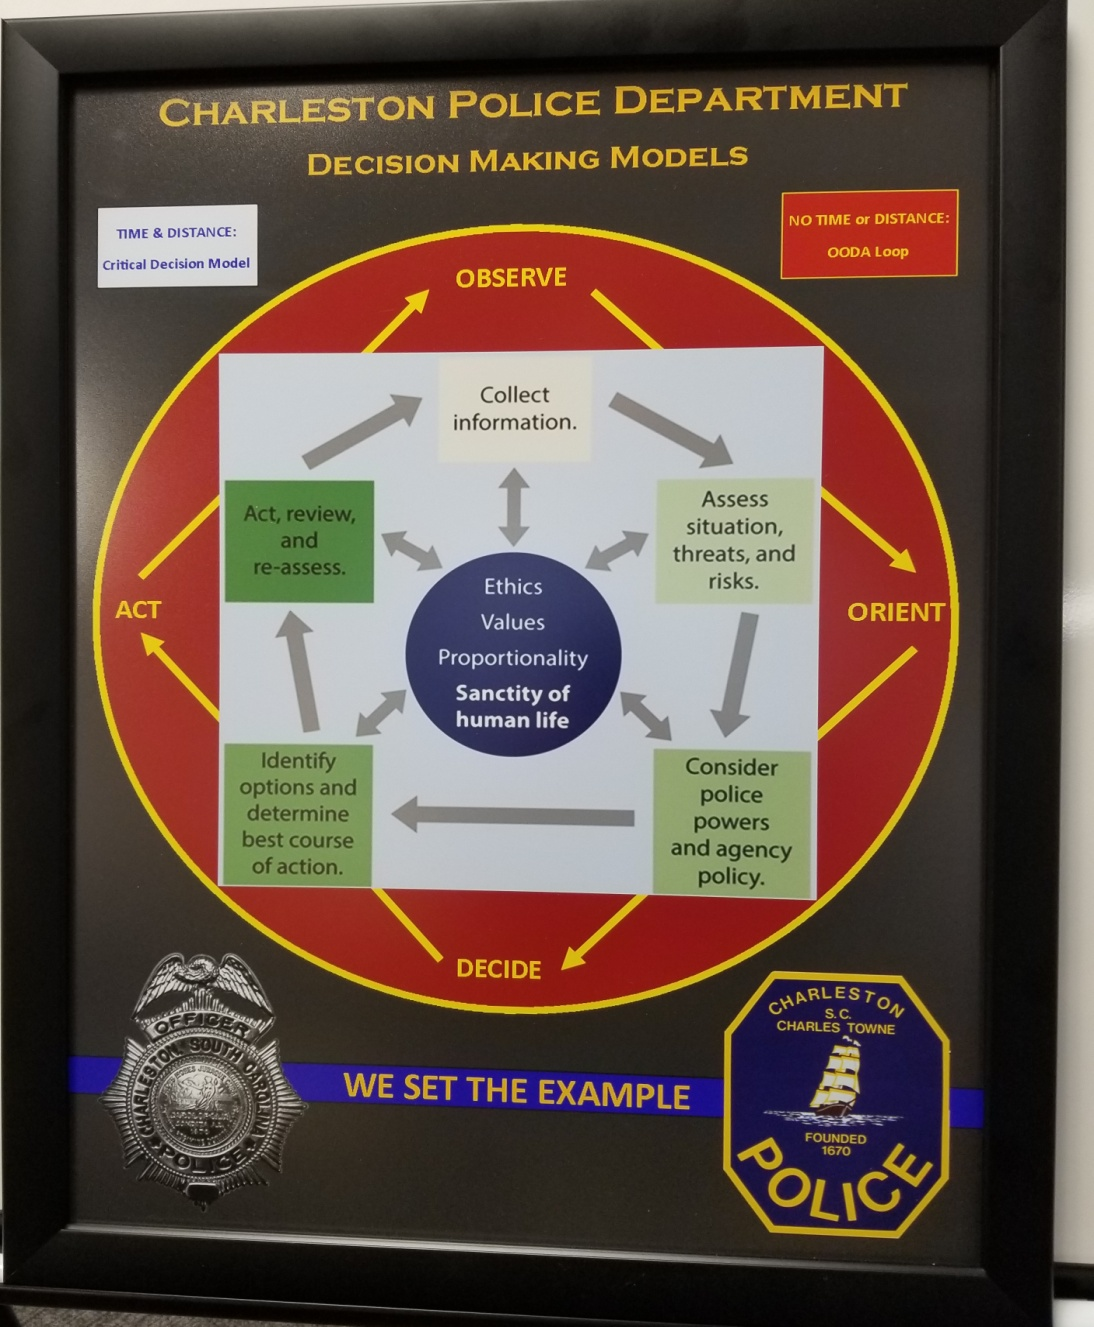 CHARLESTON POLICE DEPARTMENT
DECISION MAKING MODELS
TIME & DISTANCE:
Critical Decision Model
NO TIME or DISTANCE:
OODA Loop
OBSERVE
ORIENT
DECIDE
ACT
Collect
information.
Assess
situation,
threats, and
risks.
Consider
police
powers
and agency
policy.
Identify
options and
determine
best course
of action.
Act, review,
and
re-assess.
Ethics
Values
Proportionality
Sanctity of
human life
OFFICER
CHARLESTON, SOUTH CAROLINA
POLICE
WE SET THE EXAMPLE
CHARLESTON
S.C.
CHARLES TOWNE
FOUNDED
1670
POLICE